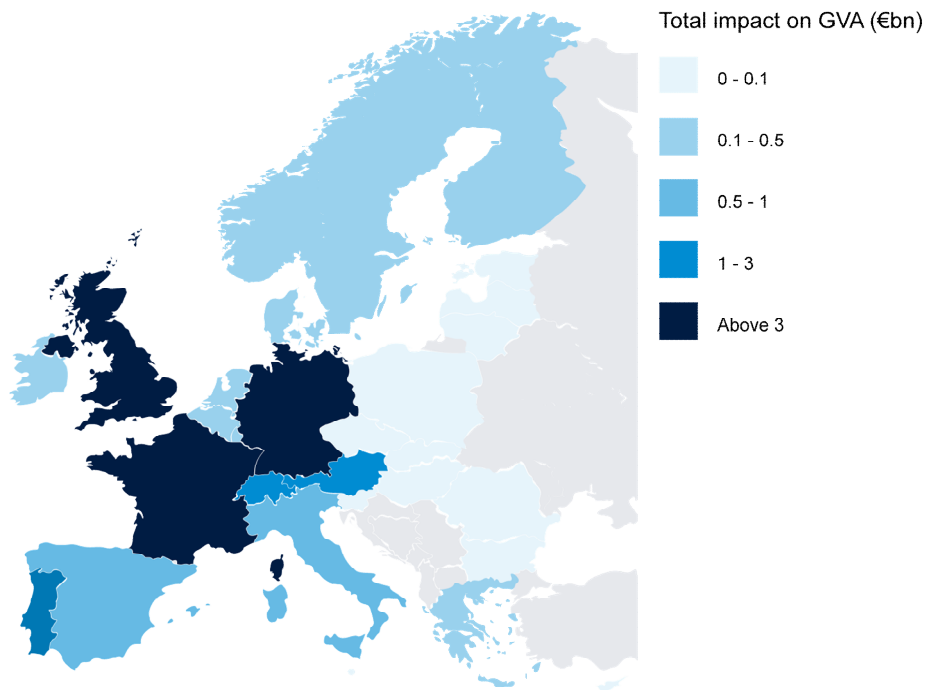 Total impact on GVA (€bn)
0 - 0.1
0.1 - 0.5
0.5 - 1
1 - 3
Above 3